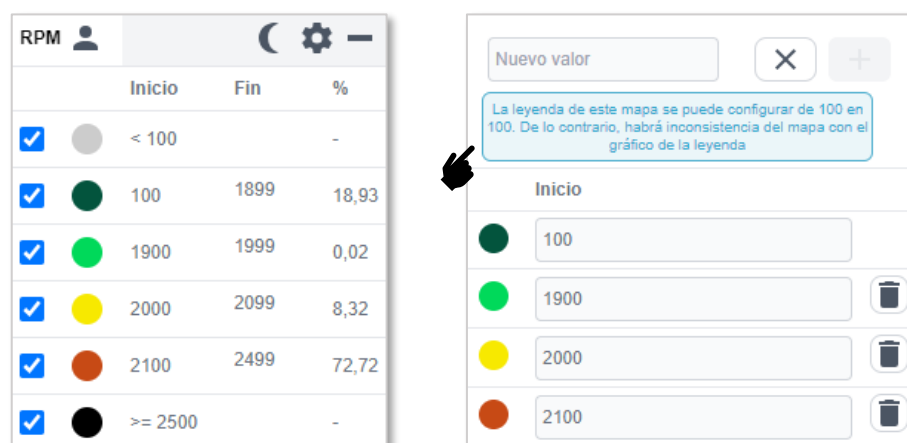 RPM
Inicio Fin %
< 100 -
100 1899 18,93
1900 1999 0,02
2000 2099 8,32
2100 2499 72,72
>= 2500 -
Nuevo valor
La leyenda de este mapa se puede configurar de 100 en
100. De lo contrario, habrá inconsistencia del mapa con el
gráfico de la leyenda
Inicio
100
1900
2000
2100